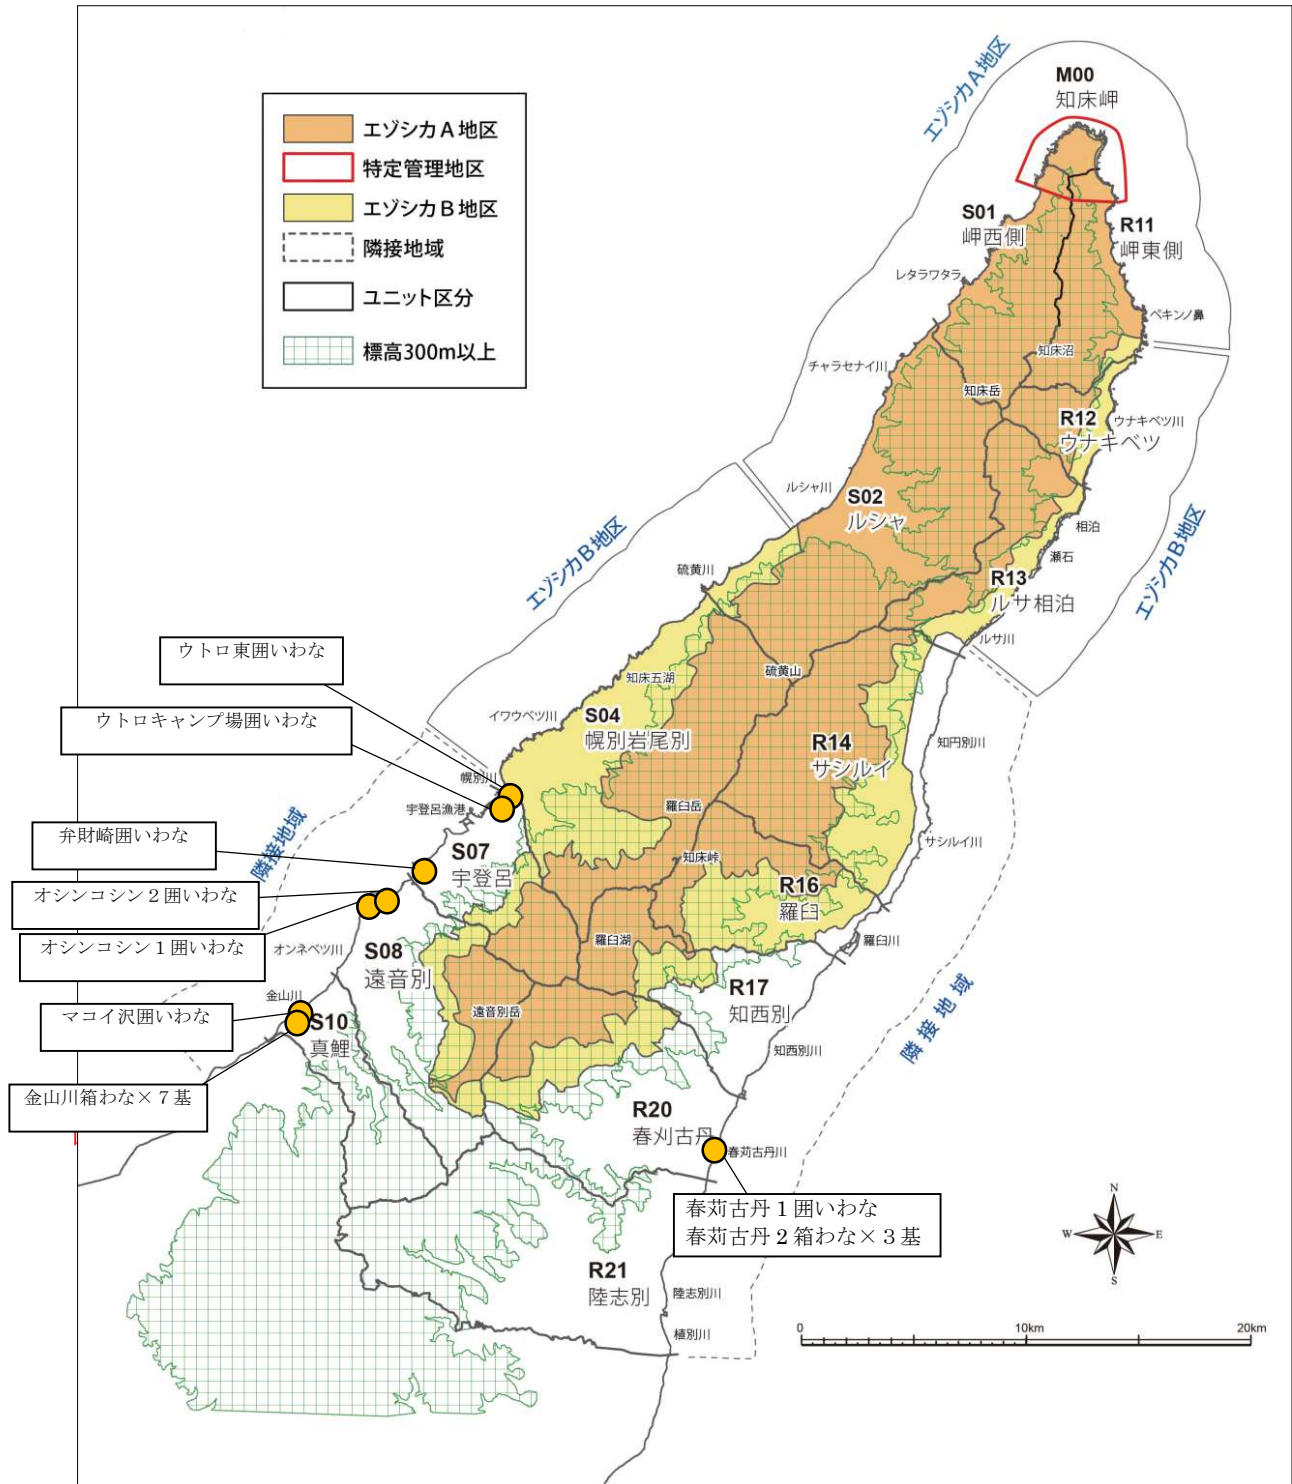 エゾシカＡ地区
特定管理地区
エゾシカＢ地区
隣接地域
ユニット区分
標高300m以上
エゾシカＡ地区
M00
知床岬
S01
岬西側
R11
岬東側
レタラワタラ
ペキンノ鼻
知床沼
チャラセナイ川
知床岳
R12
ウナキベツ
ウナキベツ川
ルシャ川
S02
ルシャ
相泊
瀬石
エゾシカＢ地区
エゾシカＢ地区
硫黄川
R13
ルサ相泊
ルサ川
ウトロ東囲いわな
知床五湖
硫黄山
ウトロキャンプ場囲いわな
イワウベツ川
S04
幌別岩尾別
R14
サシルイ
知円別川
幌別川
宇登呂漁港
羅臼岳
弁財崎囲いわな
隣接地域
S07
宇登呂
知床峠
サシルイ川
オシンコシン２囲いわな
R16
羅臼
オシンコシン１囲いわな
オンネベツ川
S08
遠音別
羅臼湖
羅臼川
金山川
マコイ沢囲いわな
S10
真鯉
遠音別岳
R17
知西別
隣接地域
知西別川
金山川箱わな×７基
R20
春刈古丹
春刈古丹川
春苅古丹１囲いわな
春苅古丹２箱わな×３基
N
W
E
S
R21
陸志別
陸志別川
植別川
0
10km
20km